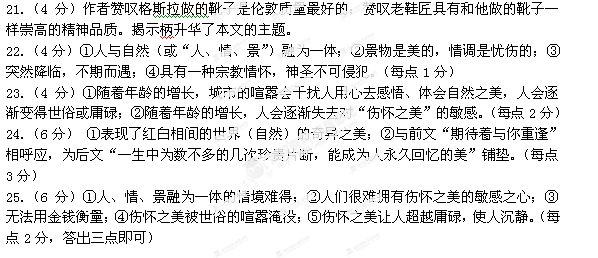 21.（4 分）作者赞叹格斯拉做的靴子是伦敦质量最好的，赞叹老鞋匠具有和他做的靴子一
样崇高的精神品质。揭示柄升华了本文的主题。
22.（4 分）①人与自然（或“人、情、景”）融为一体；②景物是美的，情调是忧伤的；③
突然降临，不期而遇；④具有一种宗教情怀，神圣不可侵犯.（每点 1 分）
23.（4 分）①随着年龄的增长，城市的喧嚣会干扰人用心去感悟、体会自然之美，人会逐
渐变得世俗或庸碌；②随着年龄的增长，人会逐渐失去对“伤怀之美”的敏感。（每点 2 分）
24.（6 分） ①表现了红白相间的世界（自然）的奇异之美；②与前文“期待着与你重逢”
相呼应，为后文“一生中为数不多的几次珍贵片断，能成为人永久回忆的美”铺垫。（每点
3 分）
25.（6 分）①人、情、景融为一体的情境难得；②人们很难拥有伤怀之美的敏感之心；③
无法用金钱衡量；④伤怀之美被世俗的喧嚣淹没；⑤伤怀之美让人超越庸碌，使人沉静。（每
点 2 分，答出三点即可）